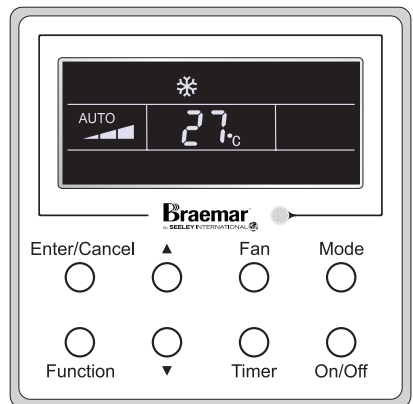 AUTO
27.c
Braemar
by SEELEY INTERNATIONAL
Enter/Cancel ▲ Fan Mode
Function ▼ Timer On/Off